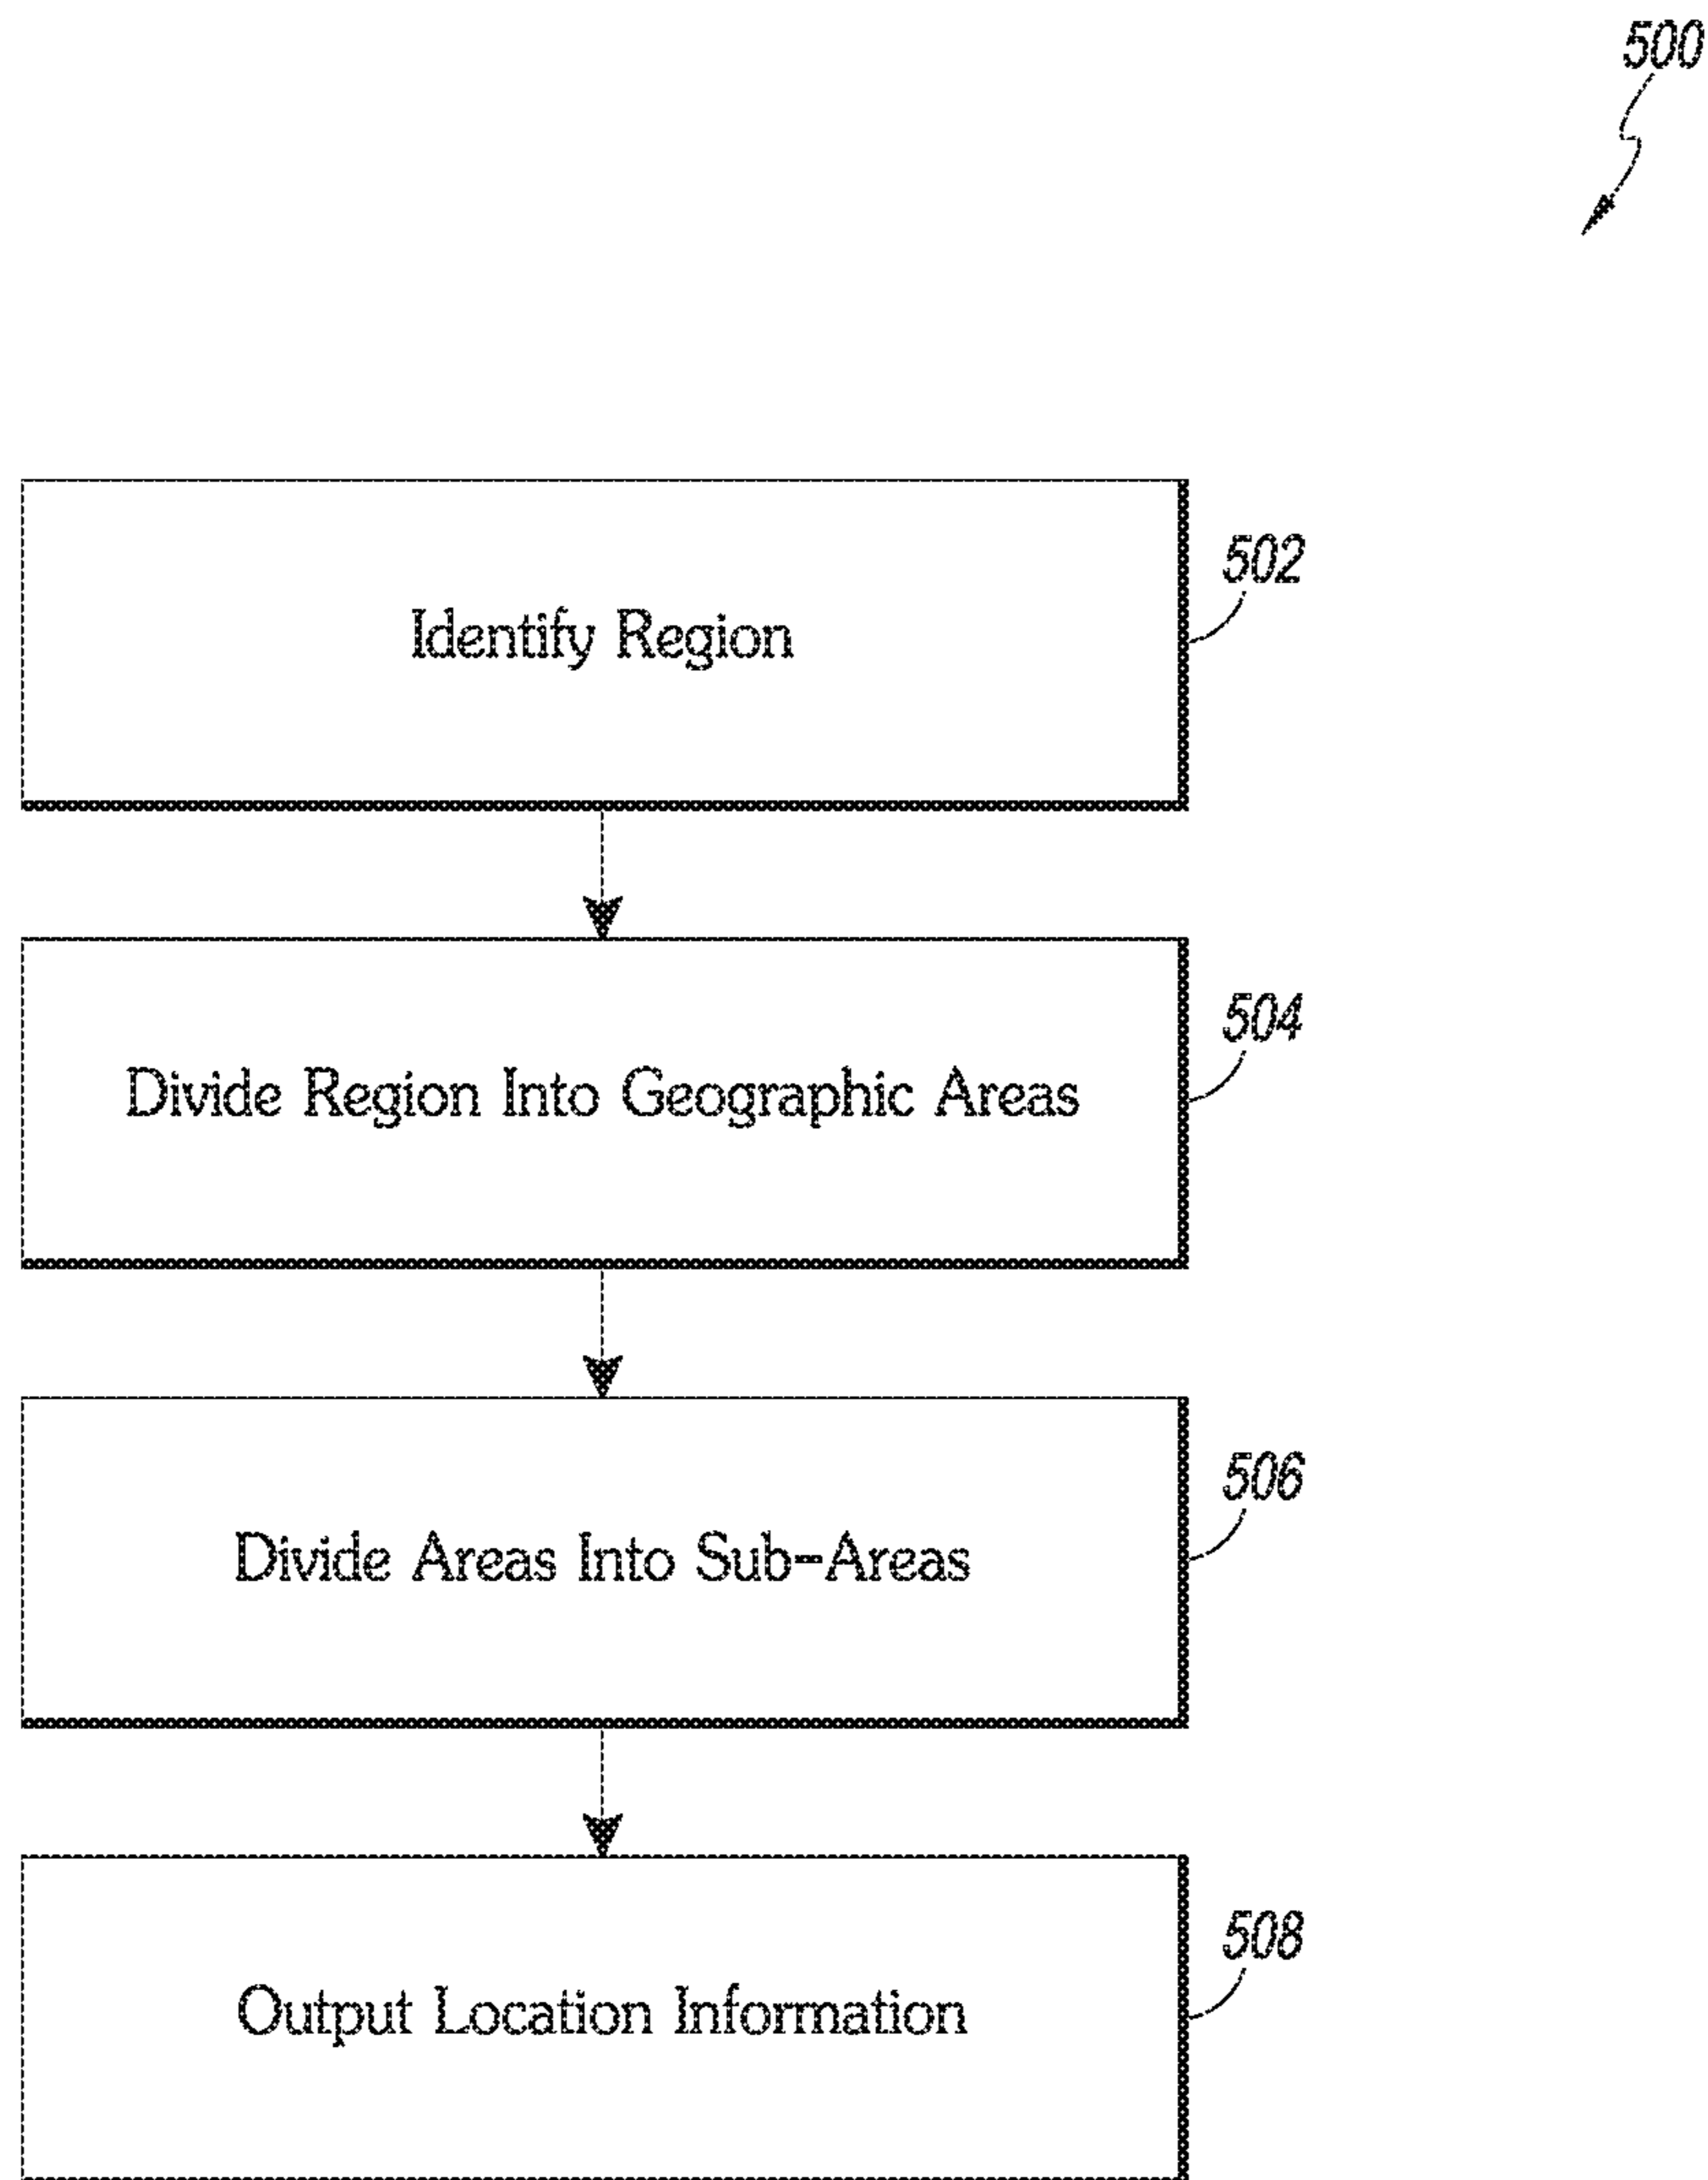 500
Identify Region
502
Divide Region Into Geographic Areas
504
Divide Areas Into Sub-Areas
506
Output Location Information
508